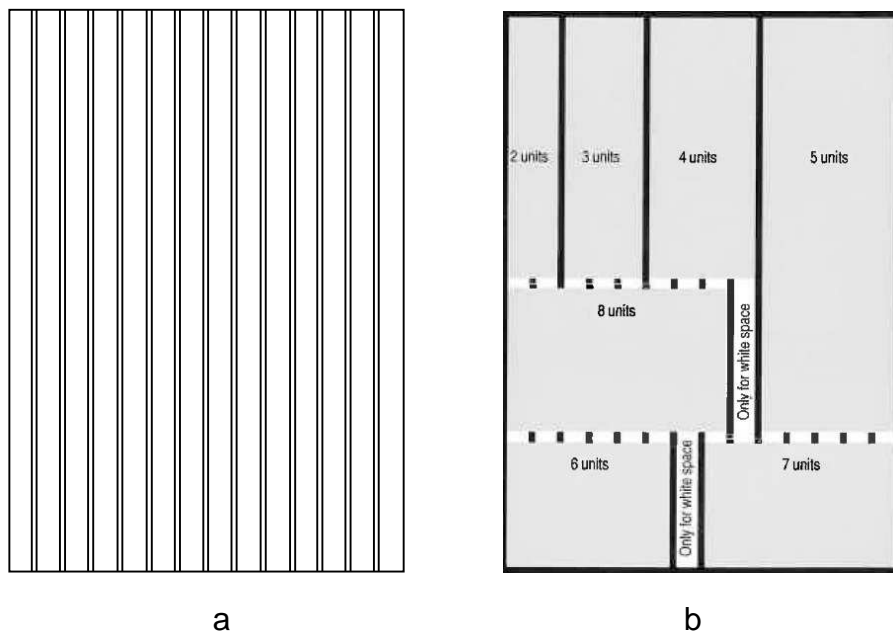 2 units
3 units
4 units
5 units
8 units
Only for white space
6 units
Only for white space
7 units
a
b